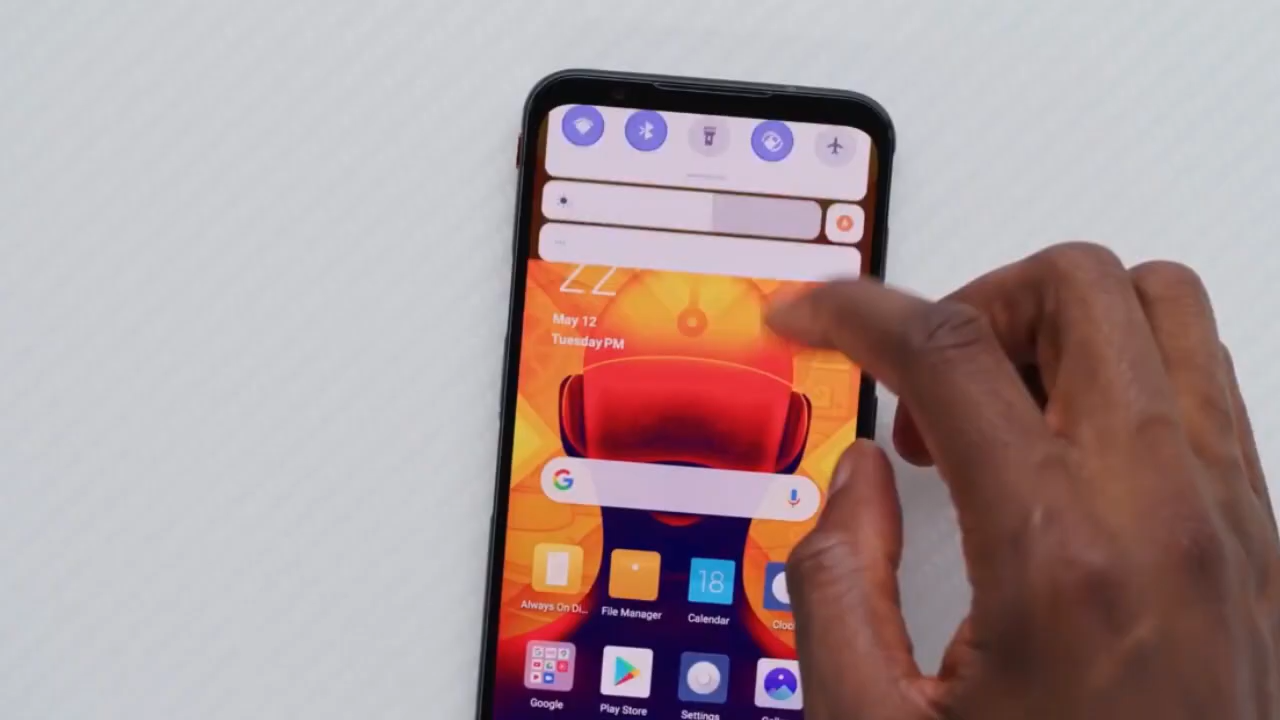 22
May 12
Tuesday PM
G
Always On Di...
File Manager
18
Calendar
Google
Play Store
Settings